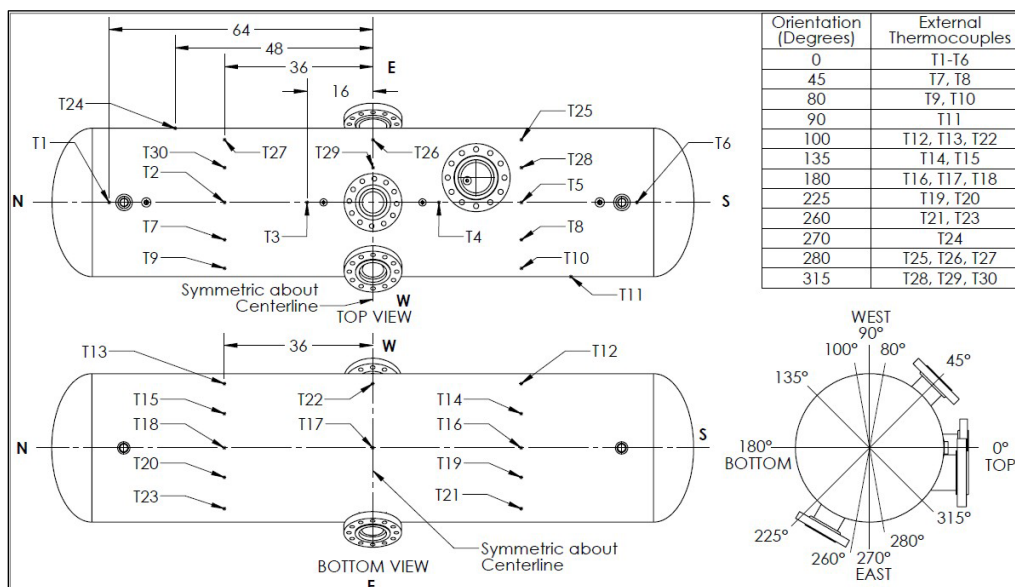 64
48
36
16
E
T24
T25
T1
T30
T27
T29
T26
T28
T6
T2
T5
N
S
T7
T3
T4
T8
T9
T10
Symmetric about
Centerline
W
T11
TOP VIEW
Orientation (Degrees) External Thermocouples
0 T1-T6
45 T7, T8
80 T9, T10
90 T11
100 T12, T13, T22
135 T14, T15
180 T16, T17, T18
225 T19, T20
260 T21, T23
270 T24
280 T25, T26, T27
315 T28, T29, T30
36
W
T13
T12
T15
T22
T14
T18
T17
T16
N
S
T20
T19
T23
T21
Symmetric about
Centerline
BOTTOM VIEW
E
WEST
90°
100° 80°
135° 45°
180° 0°
BOTTOM TOP
225° 315°
260° 280°
270°
EAST